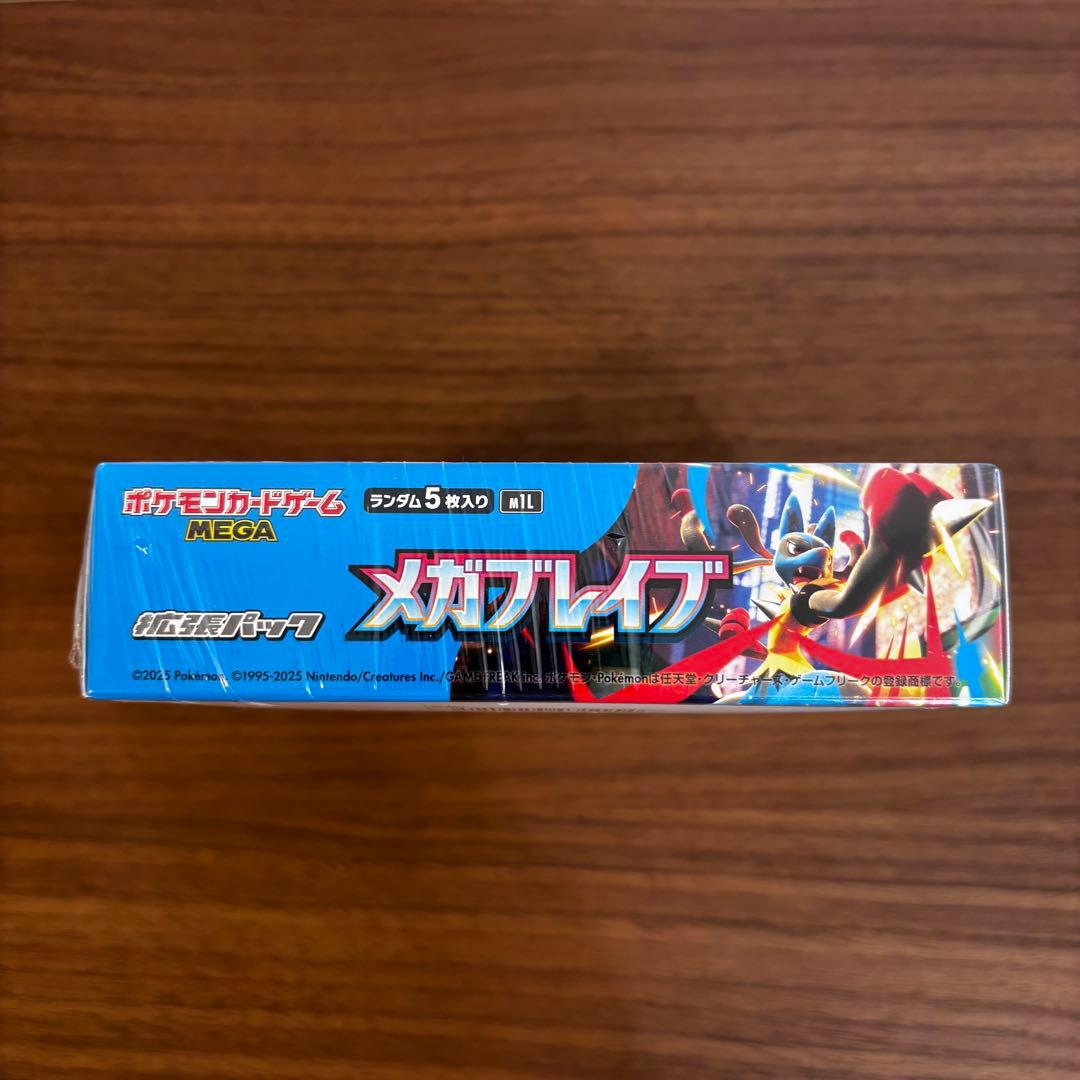 ポケモンカードゲーム
MEGA
ランダム5枚入り
M1L
メガブレイブ
拡張パック
©2025 Pokémon. ©1995-2025 Nintendo/Creatures Inc./GAME FREAK inc. ポケモン・Pokémonは任天堂・クリーチャーズ・ゲームフリークの登録商標です。